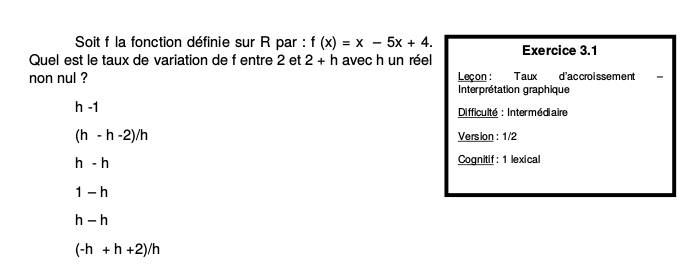 Soit f la fonction définie sur R par : f (x) = x – 5x + 4.
Quel est le taux de variation de f entre 2 et 2 + h avec h un réel
non nul ?
h -1
(h - h -2)/h
h - h
1 – h
h – h
(-h + h +2)/h
Exercice 3.1
Leçon : Taux d'accroissement –
Interprétation graphique
Difficulté : Intermédiaire
Version : 1/2
Cognitif : 1 lexical